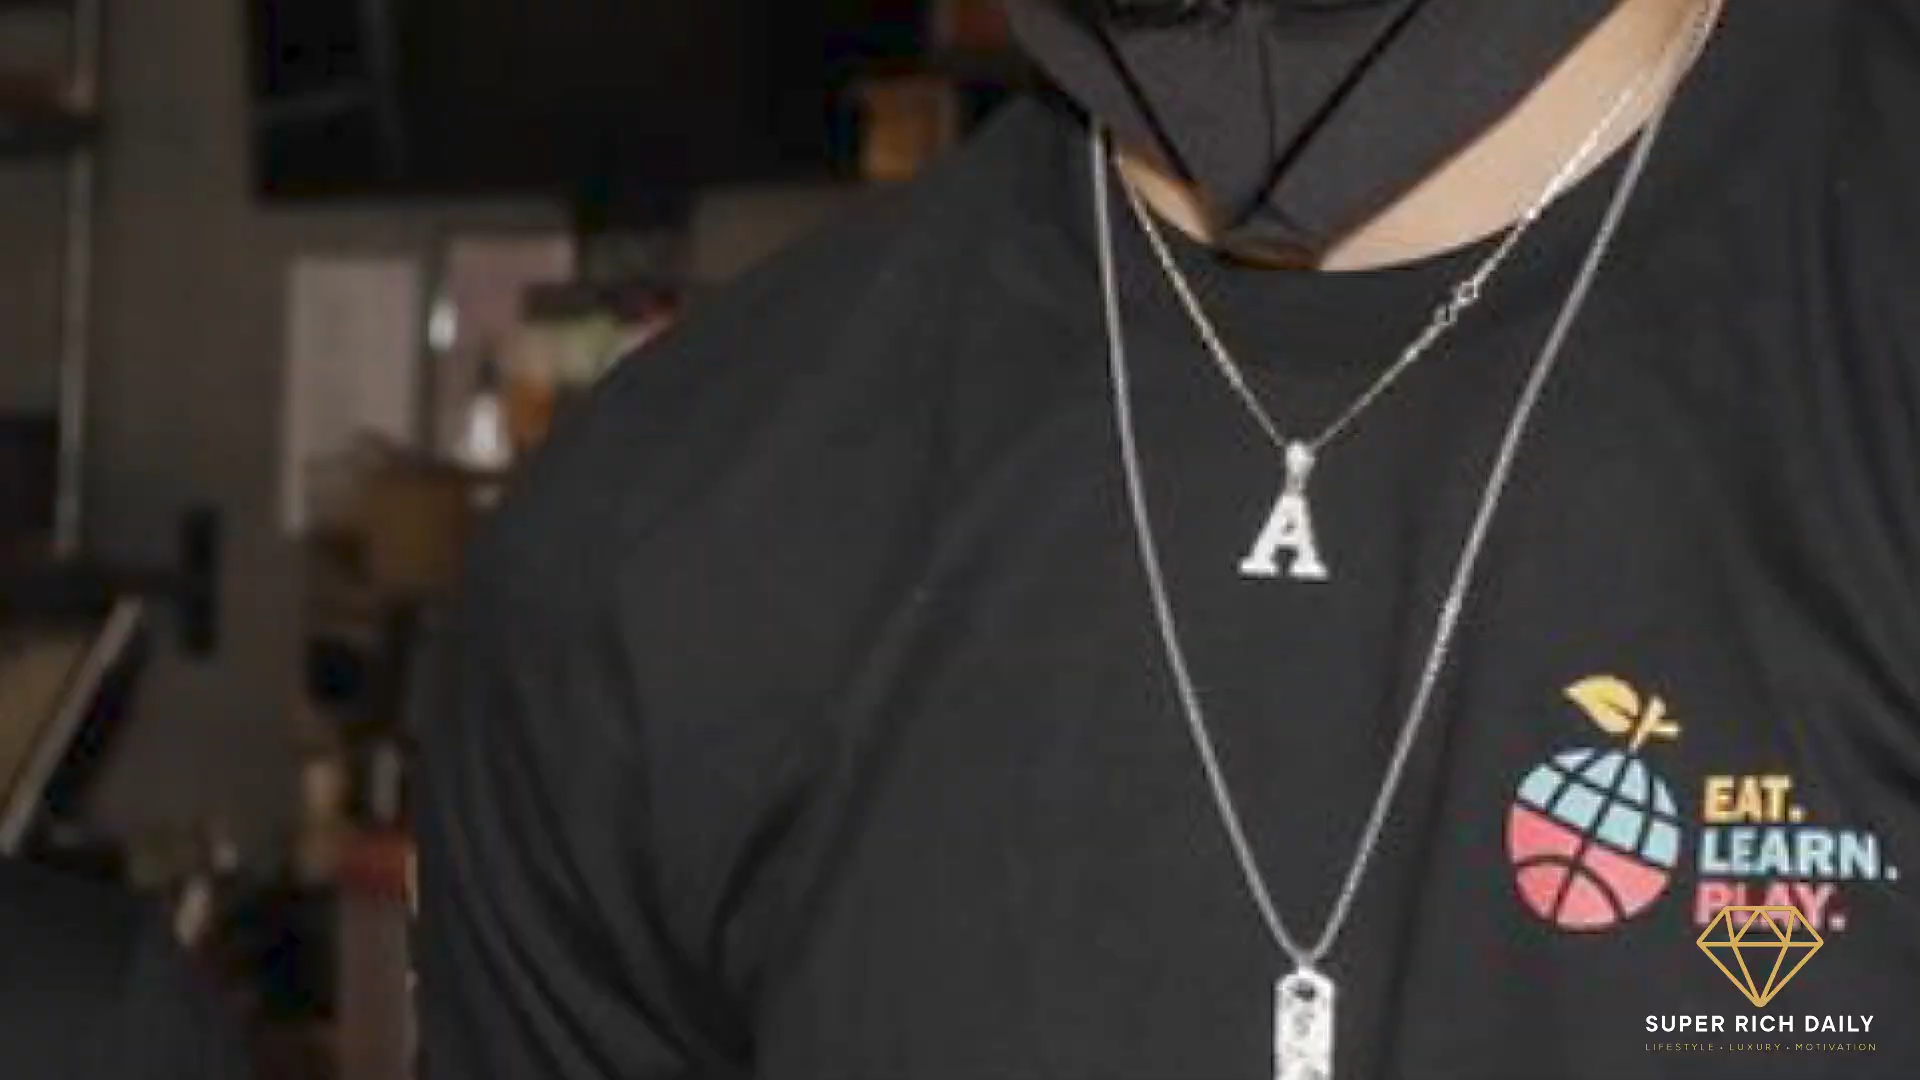 A
EAT.
LEARN.
PLAY.
SUPER RICH DAILY
LIFESTYLE • LUXURY • MOTIVATION